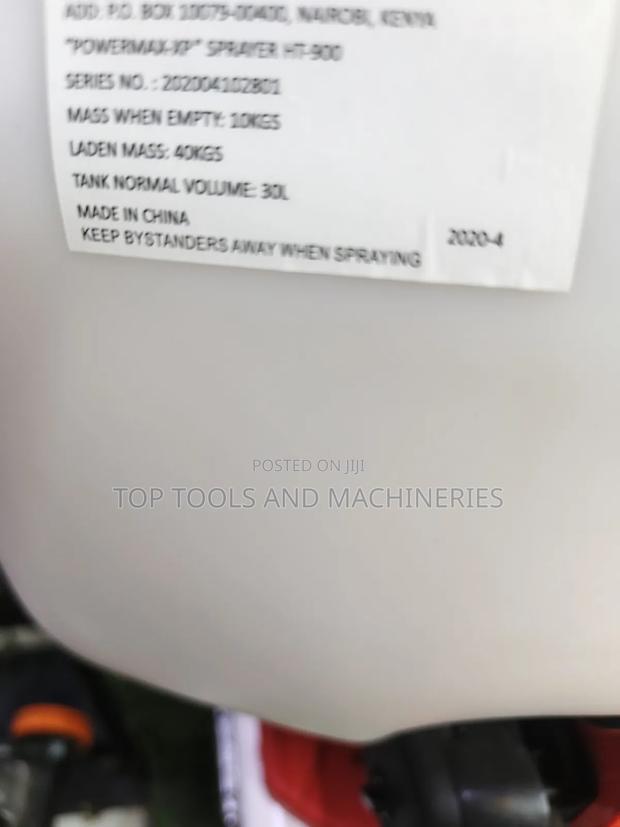 ADD: P.O. BOX 10079-00400, NAIROBI, KENYA
"POWERMAX-XP" SPRAYER HT-900
SERIES NO. : 202004102801
MASS WHEN EMPTY: 10KGS
LADEN MASS: 40KGS
TANK NORMAL VOLUME: 30L
MADE IN CHINA
KEEP BYSTANDERS AWAY WHEN SPRAYING
2020-4
POSTED ON JIJI
TOP TOOLS AND MACHINERIES